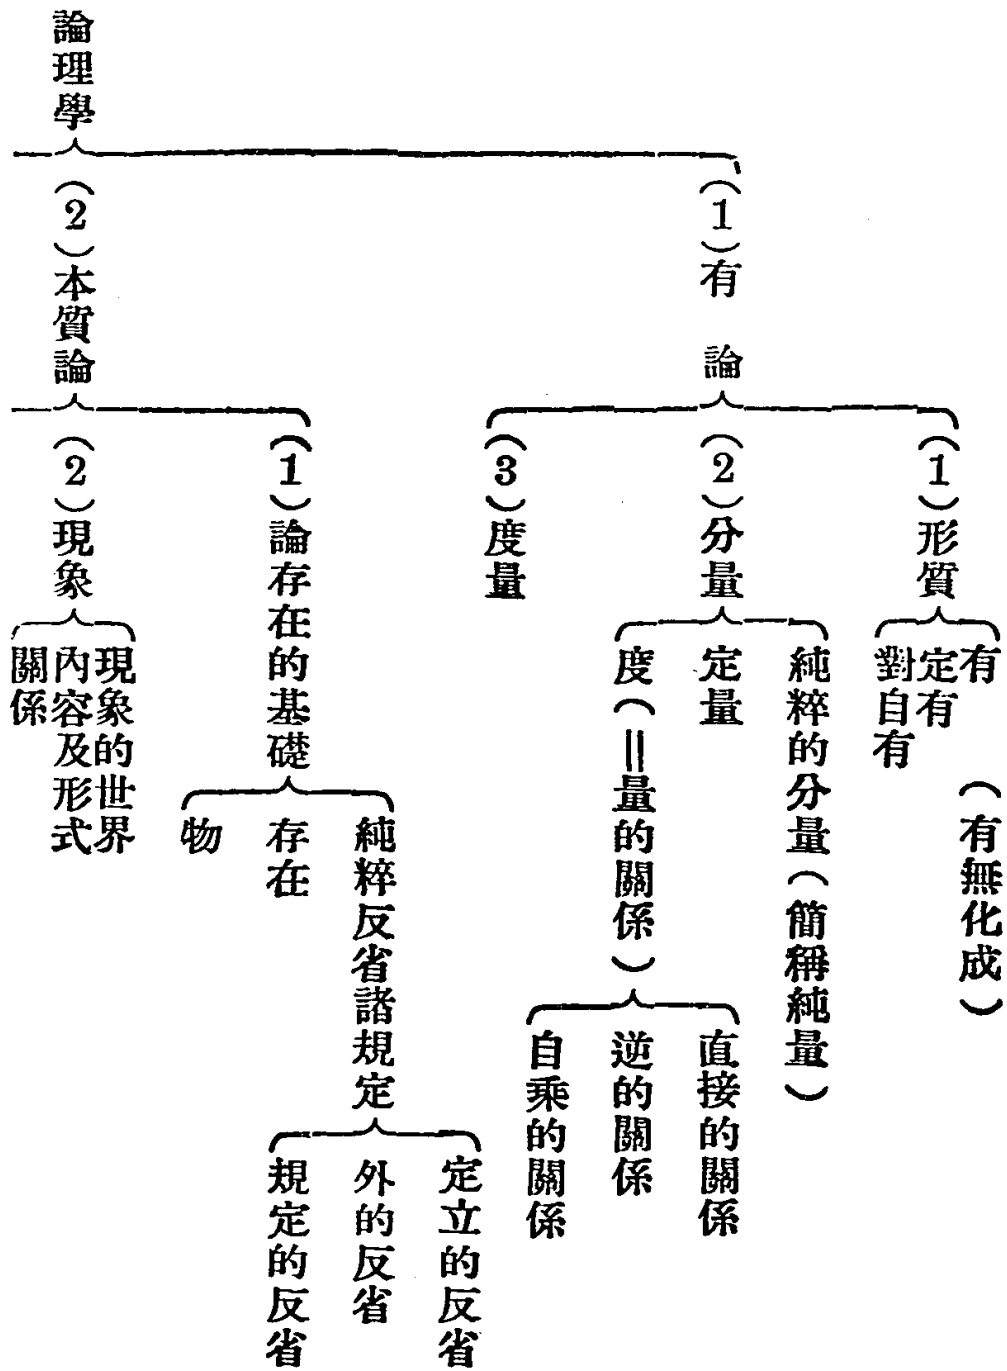 論理學
(1)有 論
(1)形質
有 (有無化成)
定有
對自有
(2)分量
純粹的分量(簡稱純量)
定量
度(=量的關係)
直接的關係
逆的關係
自乘的關係
(3)度量
(2)本質論
(1)論存在的基礎
純粹反省諸規定
定立的反省
外的反省
規定的反省
存在
物
(2)現象
現象的世界
內容及形式
關係